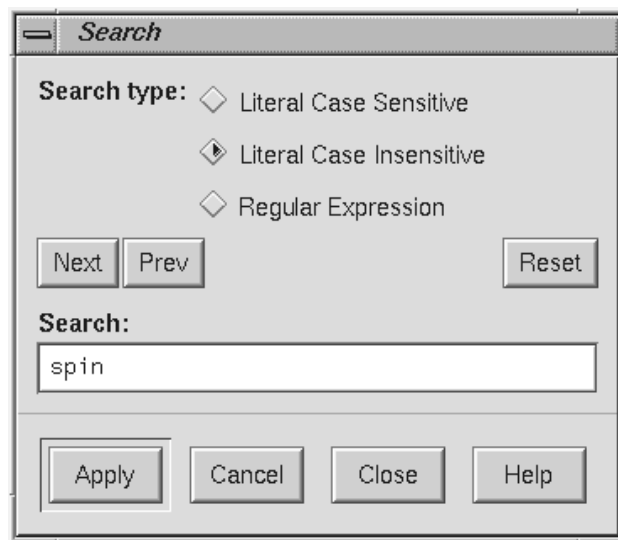 Search
Search type: Literal Case Sensitive
Literal Case Insensitive
Regular Expression
Next Prev Reset
Search:
spin
Apply Cancel Close Help